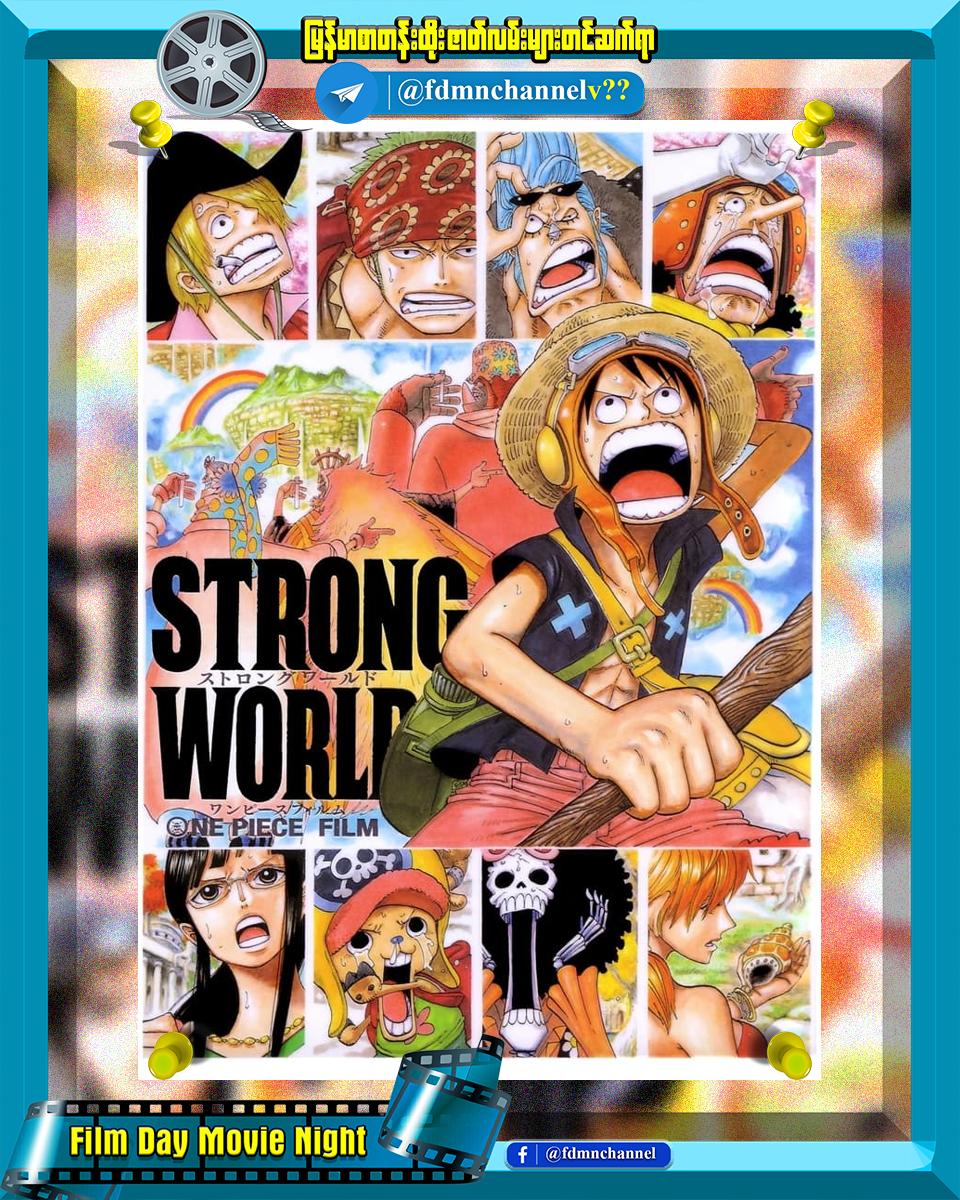 မြန်မာစာတန်းထိုးဇာတ်လမ်းများတင်ဆက်ရာ
@fdmnchannelv??
STRONG
ストロングワールド
WORLD
ワンピースフィルム
ONE PIECE FILM
Film Day Movie Night
@fdmnchannel